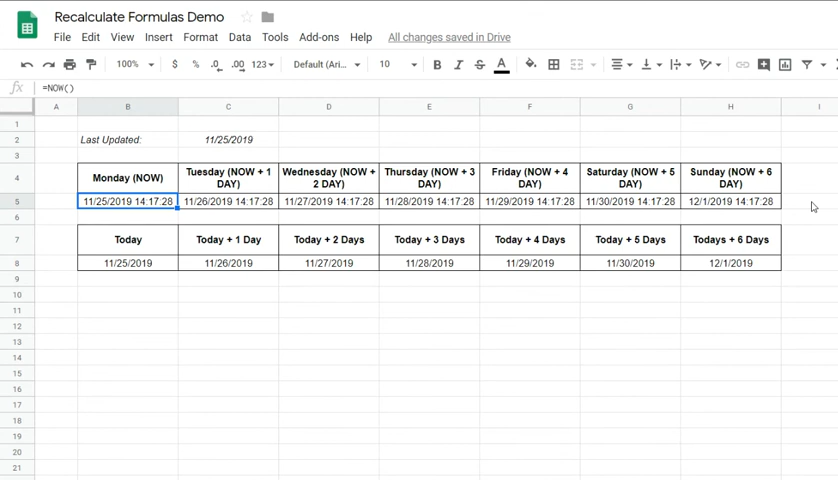 Recalculate Formulas Demo
File Edit View Insert Format Data Tools Add-ons Help All changes saved in Drive
100% $ % .0 .00 123 Default (Ari... 10 B I S A
fx =NOW()
A B C D E F G H I
1
2 Last Updated: 11/25/2019
3
4 Monday (NOW) Tuesday (NOW + 1 DAY) Wednesday (NOW + 2 DAY) Thursday (NOW + 3 DAY) Friday (NOW + 4 DAY) Saturday (NOW + 5 DAY) Sunday (NOW + 6 DAY)
5 11/25/2019 14:17:28 11/26/2019 14:17:28 11/27/2019 14:17:28 11/28/2019 14:17:28 11/29/2019 14:17:28 11/30/2019 14:17:28 12/1/2019 14:17:28
6
7 Today Today + 1 Day Today + 2 Days Today + 3 Days Today + 4 Days Today + 5 Days Todays + 6 Days
8 11/25/2019 11/26/2019 11/27/2019 11/28/2019 11/29/2019 11/30/2019 12/1/2019
9
10
11
12
13
14
15
16
17
18
19
20
21